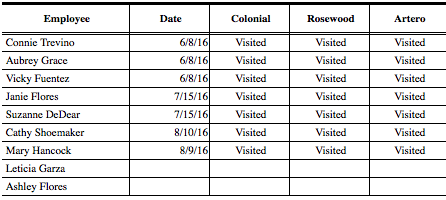 Employee Date Colonial Rosewood Artero
Connie Trevino 6/8/16 Visited Visited Visited
Aubrey Grace 6/8/16 Visited Visited Visited
Vicky Fuentez 6/8/16 Visited Visited Visited
Janie Flores 7/15/16 Visited Visited Visited
Suzanne DeDear 7/15/16 Visited Visited Visited
Cathy Shoemaker 8/10/16 Visited Visited Visited
Mary Hancock 8/9/16 Visited Visited Visited
Leticia Garza
Ashley Flores